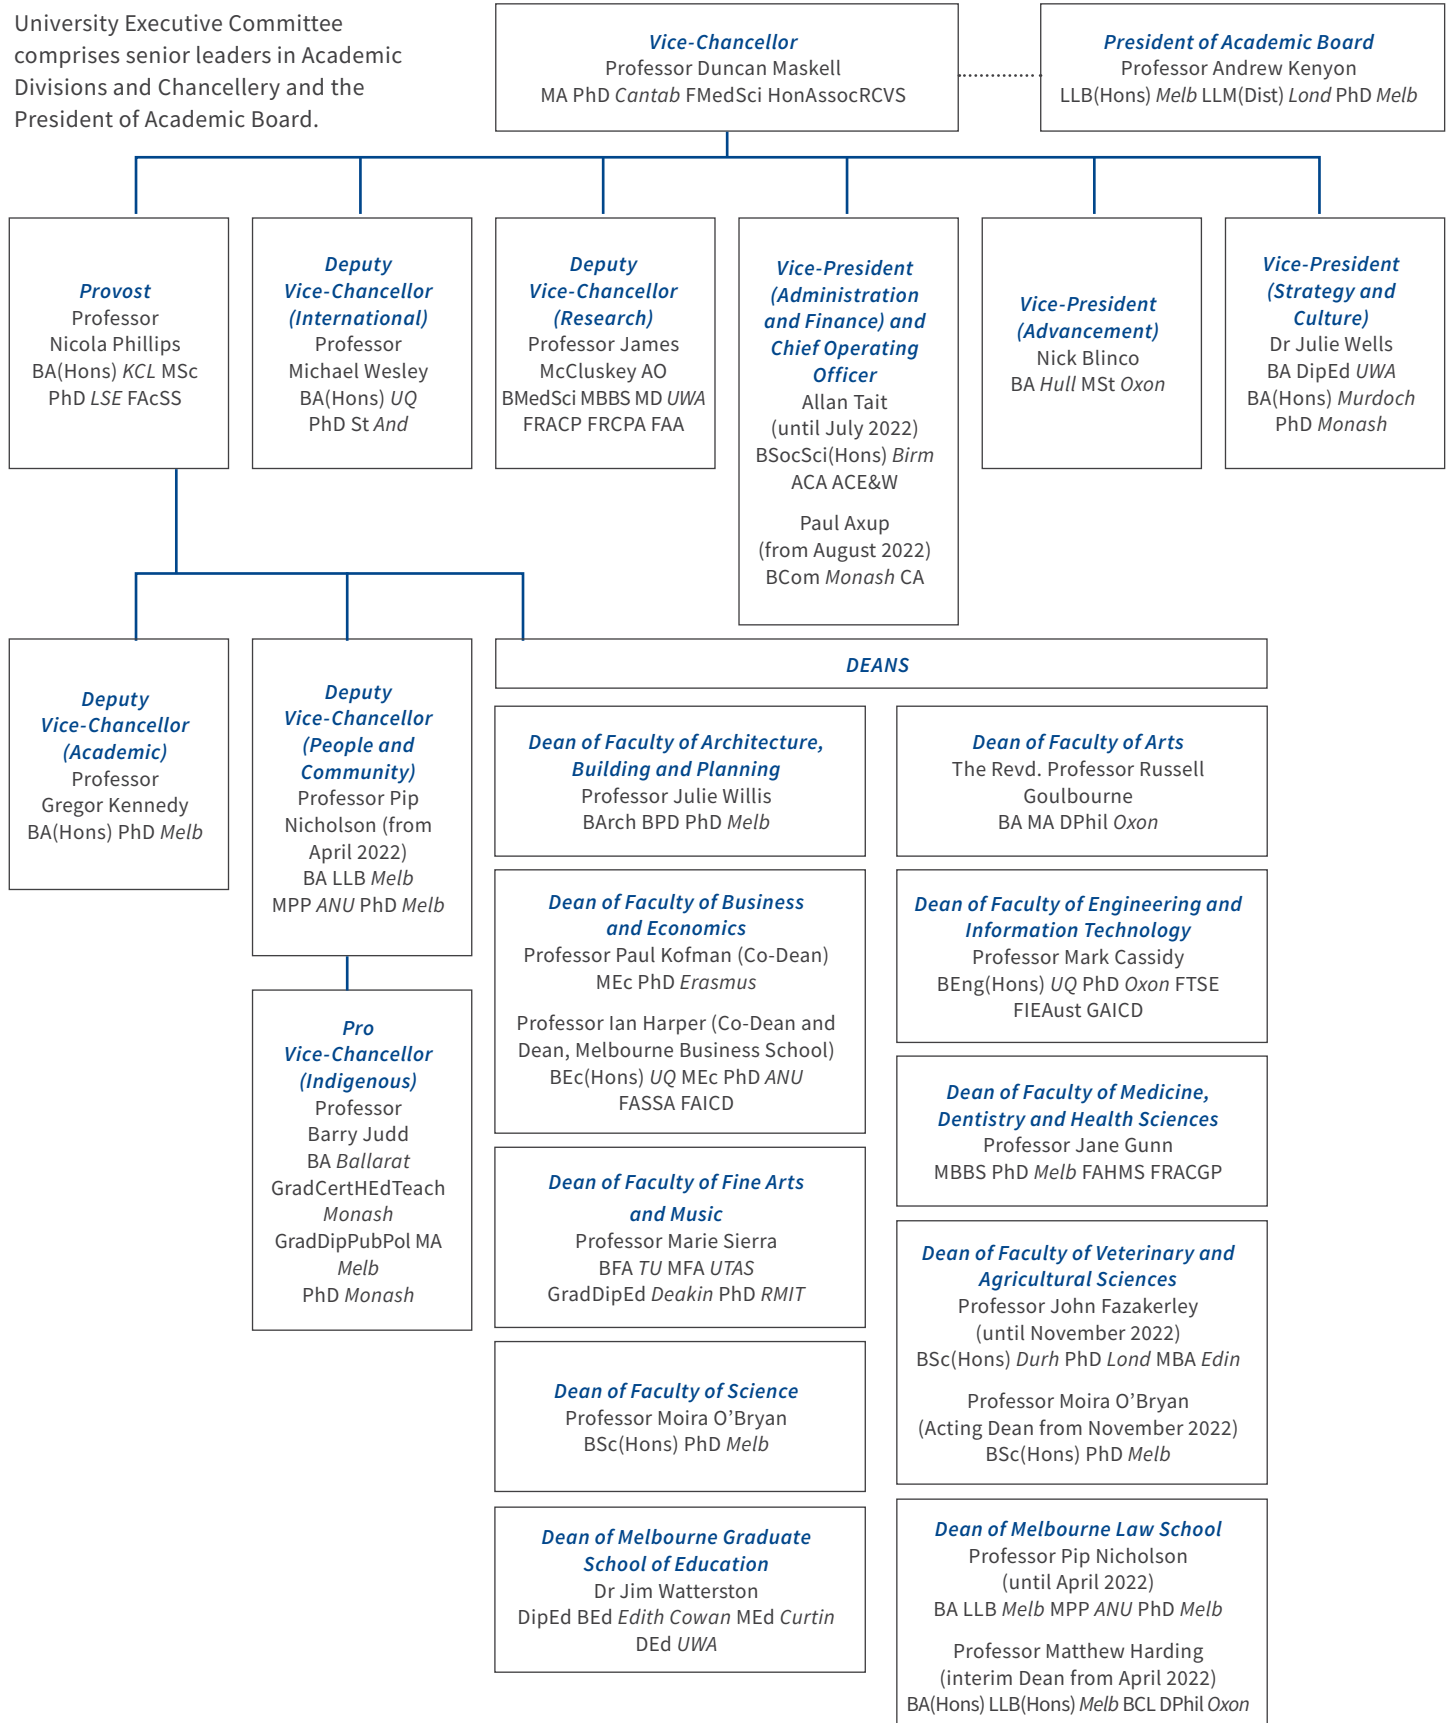 University Executive Committee
comprises senior leaders in Academic
Divisions and Chancellery and the
President of Academic Board.
Vice-Chancellor
Professor Duncan Maskell
MA PhD Cantab FMedSci HonAssocRCVS
President of Academic Board
Professor Andrew Kenyon
LLB(Hons) Melb LLM(Dist) Lond PhD Melb
Provost
Professor
Nicola Phillips
BA(Hons) KCL MSc
PhD LSE FAcSS
Deputy
Vice-Chancellor
(International)
Professor
Michael Wesley
BA(Hons) UQ
PhD St And
Deputy
Vice-Chancellor
(Research)
Professor James
McCluskey AO
BMedSci MBBS MD UWA
FRACP FRCPA FAA
Vice-President
(Administration
and Finance) and
Chief Operating
Officer
Allan Tait
(until July 2022)
BSocSci(Hons) Birm
ACA ACE&W
Paul Axup
(from August 2022)
BCom Monash CA
Vice-President
(Advancement)
Nick Blinco
BA Hull MSt Oxon
Vice-President
(Strategy and
Culture)
Dr Julie Wells
BA DipEd UWA
BA(Hons) Murdoch
PhD Monash
Deputy
Vice-Chancellor
(Academic)
Professor
Gregor Kennedy
BA(Hons) PhD Melb
Deputy
Vice-Chancellor
(People and
Community)
Professor Pip
Nicholson (from
April 2022)
BA LLB Melb
MPP ANU PhD Melb
Pro
Vice-Chancellor
(Indigenous)
Professor
Barry Judd
BA Ballarat
GradCertHEdTeach
Monash
GradDipPubPol MA
Melb
PhD Monash
DEANS
Dean of Faculty of Architecture,
Building and Planning
Professor Julie Willis
BArch BPD PhD Melb
Dean of Faculty of Arts
The Revd. Professor Russell
Goulbourne
BA MA DPhil Oxon
Dean of Faculty of Business
and Economics
Professor Paul Kofman (Co-Dean)
MEc PhD Erasmus
Professor Ian Harper (Co-Dean and
Dean, Melbourne Business School)
BEc(Hons) UQ MEc PhD ANU
FASSA FAICD
Dean of Faculty of Engineering and
Information Technology
Professor Mark Cassidy
BEng(Hons) UQ PhD Oxon FTSE
FIEAust GAICD
Dean of Faculty of Medicine,
Dentistry and Health Sciences
Professor Jane Gunn
MBBS PhD Melb FAHMS FRACGP
Dean of Faculty of Fine Arts
and Music
Professor Marie Sierra
BFA TU MFA UTAS
GradDipEd Deakin PhD RMIT
Dean of Faculty of Veterinary and
Agricultural Sciences
Professor John Fazakerley
(until November 2022)
BSc(Hons) Durh PhD Lond MBA Edin
Professor Moira O’Bryan
(Acting Dean from November 2022)
BSc(Hons) PhD Melb
Dean of Faculty of Science
Professor Moira O’Bryan
BSc(Hons) PhD Melb
Dean of Melbourne Graduate
School of Education
Dr Jim Watterston
DipEd BEd Edith Cowan MEd Curtin
DEd UWA
Dean of Melbourne Law School
Professor Pip Nicholson
(until April 2022)
BA LLB Melb MPP ANU PhD Melb
Professor Matthew Harding
(interim Dean from April 2022)
BA(Hons) LLB(Hons) Melb BCL DPhil Oxon